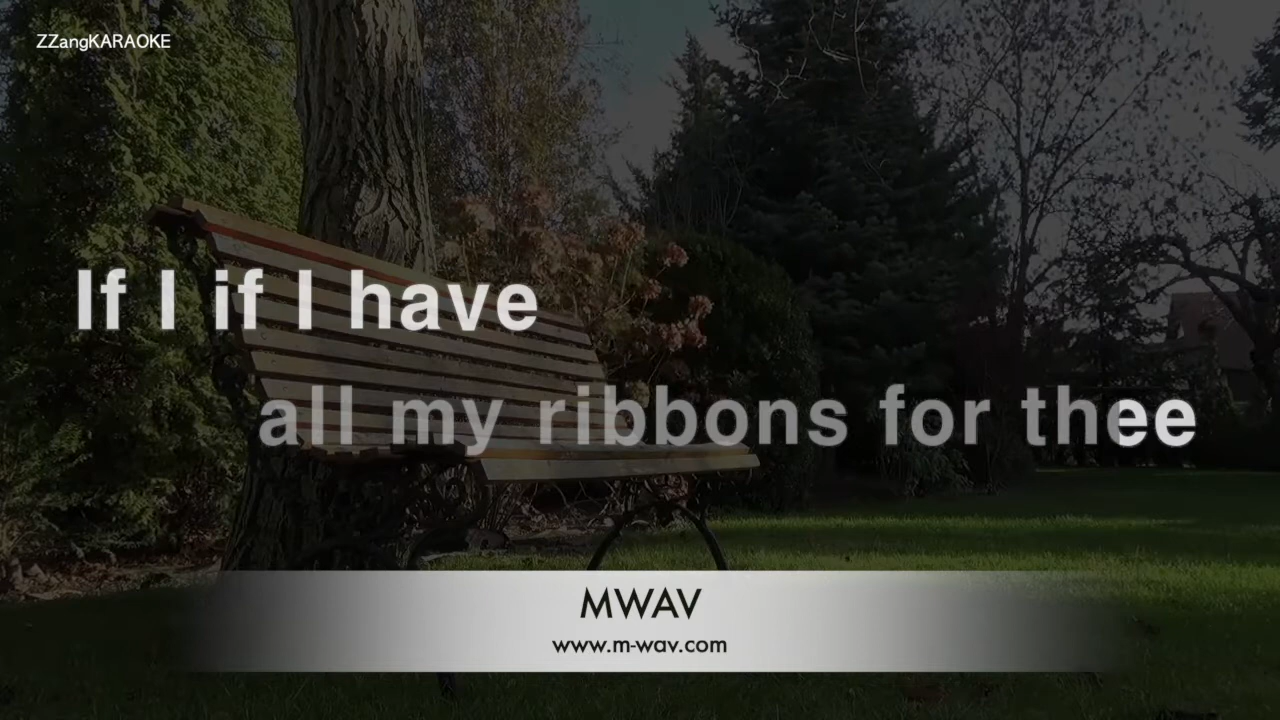 ZZangKARAOKE
If I if I have
all my ribbons for thee
MWAV
www.m-wav.com